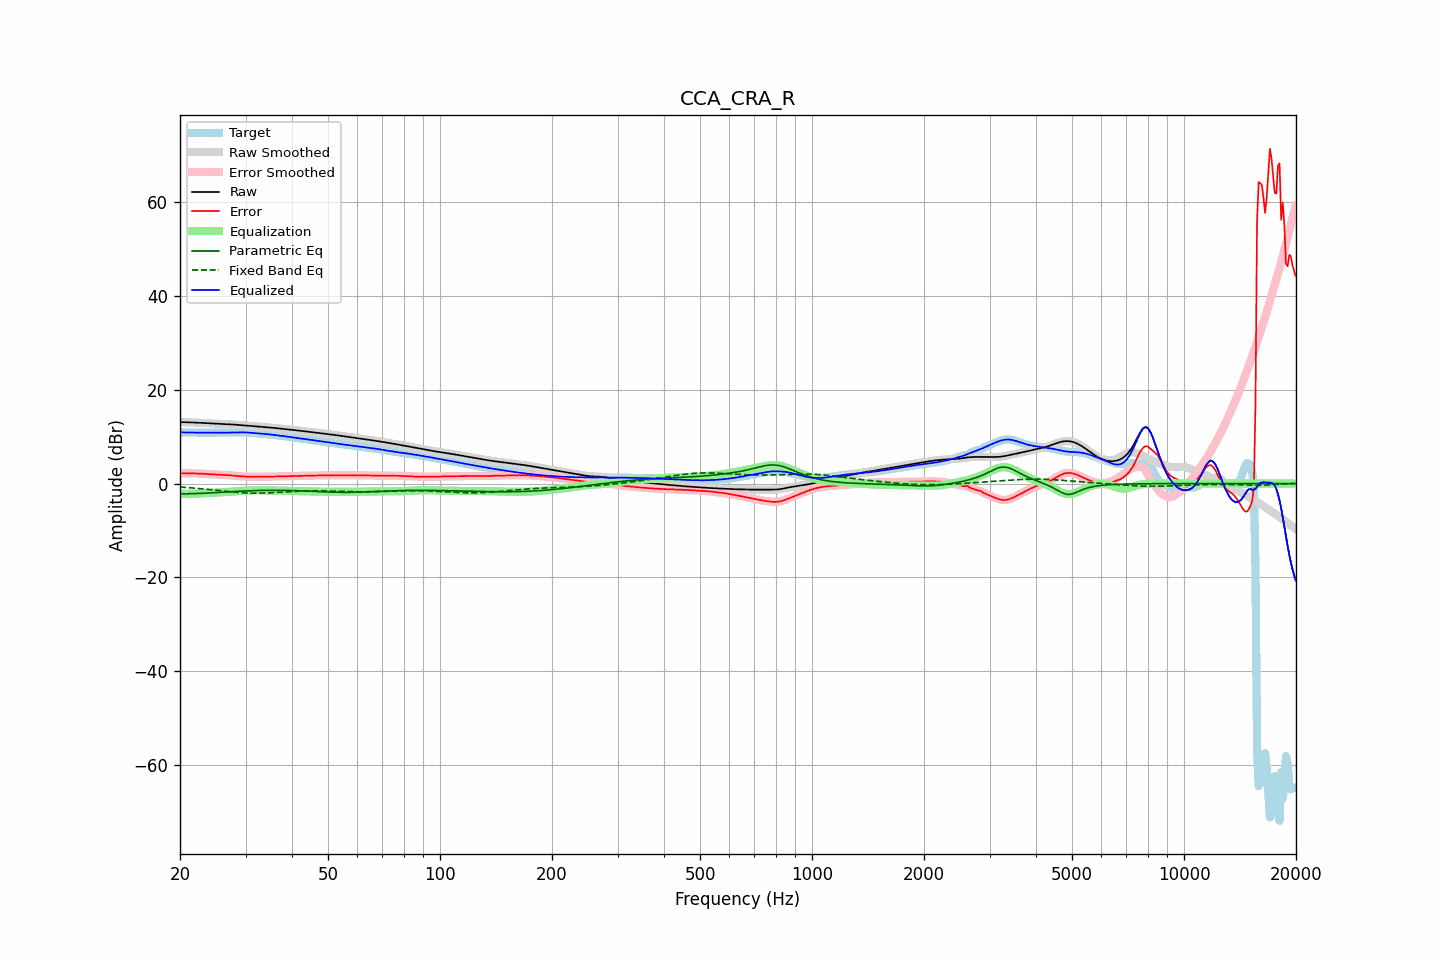 CCA_CRA_R
Target
Raw Smoothed
Error Smoothed
Raw
Error
Equalization
Parametric Eq
Fixed Band Eq
Equalized
60
40
20
0
−20
−40
−60
Amplitude (dBr)
20 50 100 200 500 1000 2000 5000 10000 20000
Frequency (Hz)